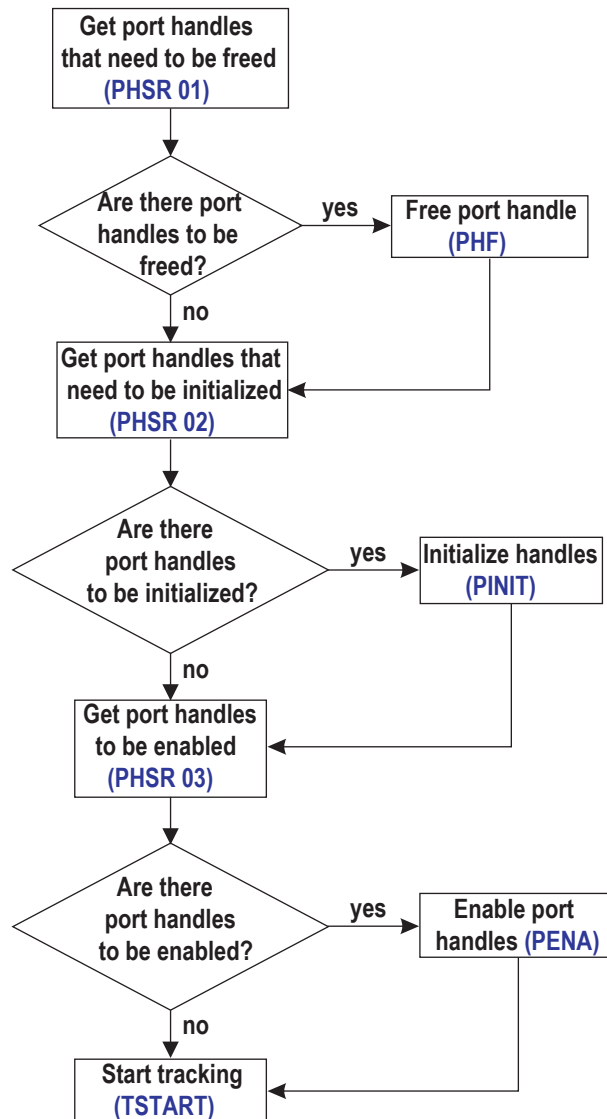 Get port handles
that need to be freed
(PHSR 01)
Are there port
handles to be
freed?
yes
Free port handle
(PHF)
no
Get port handles that
need to be initialized
(PHSR 02)
Are there
port handles
to be initialized?
yes
Initialize handles
(PINIT)
no
Get port handles
to be enabled
(PHSR 03)
Are there
port handles
to be enabled?
yes
Enable port
handles (PENA)
no
Start tracking
(TSTART)